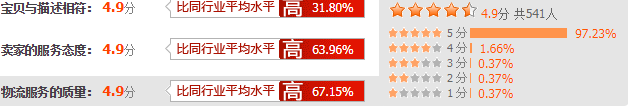 宝贝与描述相符： 4.9分 比同行业平均水平 高 31.80%
卖家的服务态度： 4.9分 比同行业平均水平 高 63.96%
物流服务的质量： 4.9分 比同行业平均水平 高 67.15%
4.9分 共541人
5分 97.23%
4分 1.66%
3分 0.37%
2分 0.37%
1分 0.37%